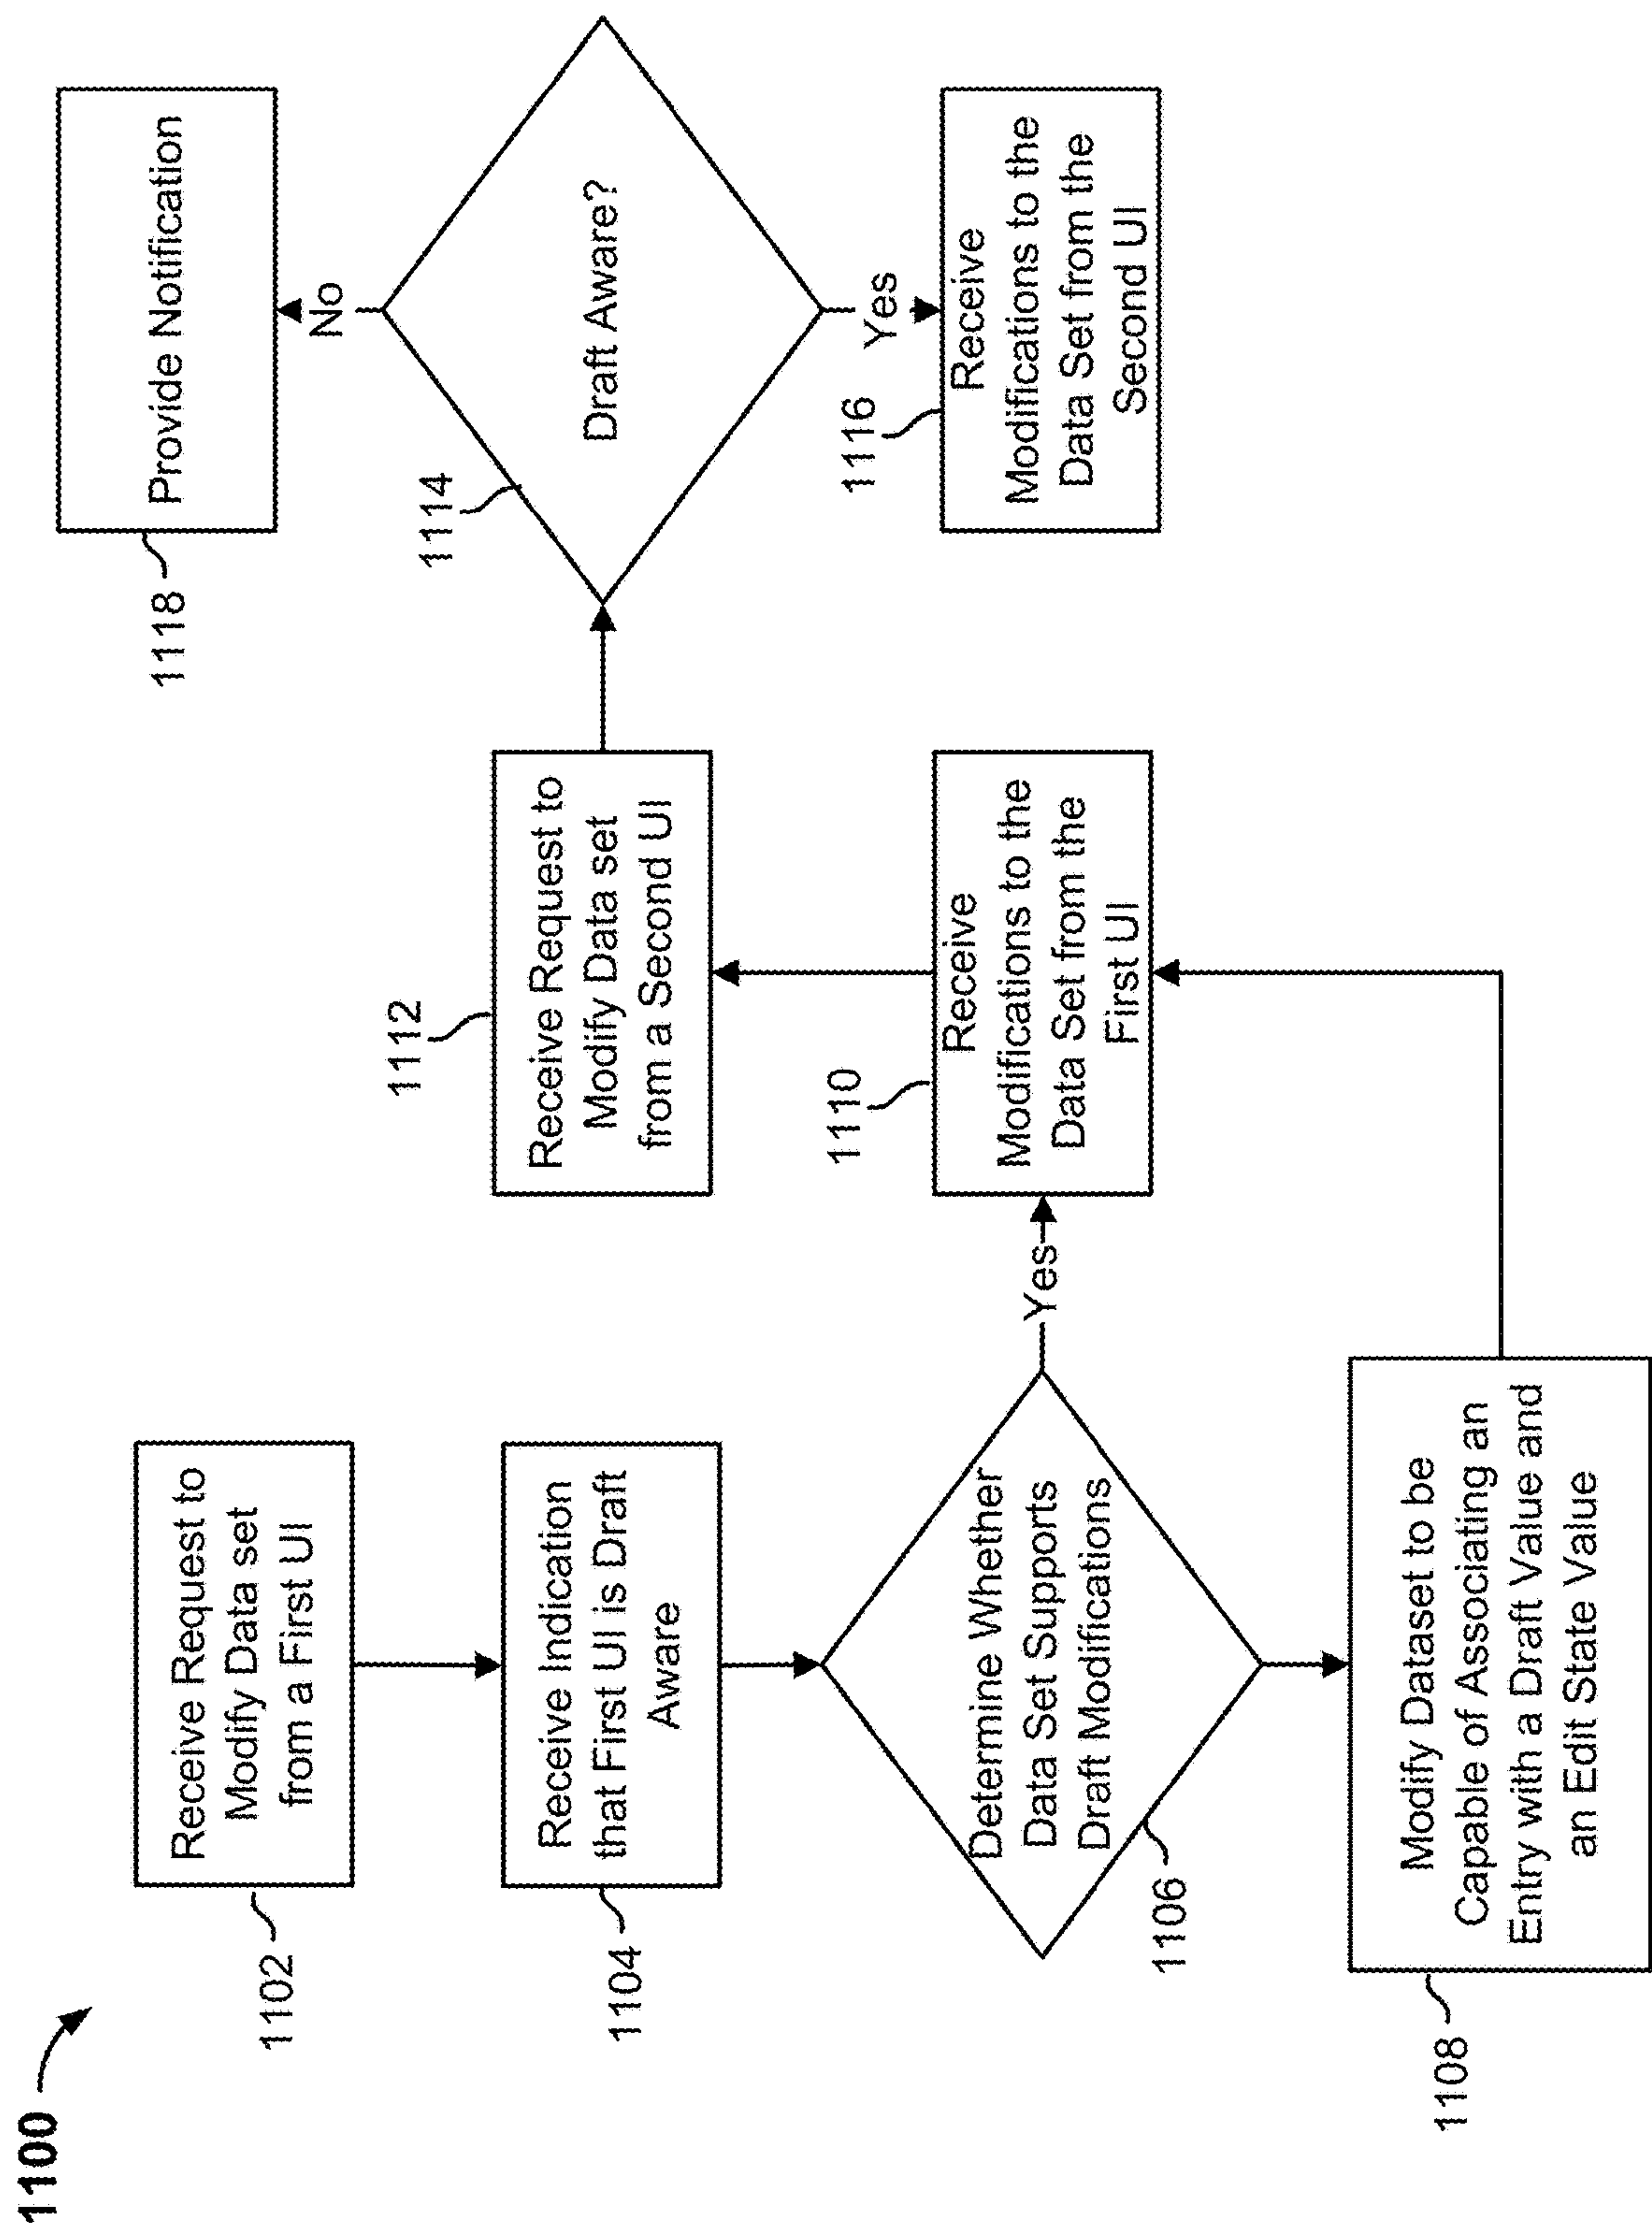 1100
1102
Receive Request to
Modify Data set
from a First UI
1104
Receive Indication
that First UI is Draft
Aware
1106
Determine Whether
Data Set Supports
Draft Modifications
Yes
1108
Modify Dataset to be
Capable of Associating an
Entry with a Draft Value and
an Edit State Value
1110
Receive
Modifications to the
Data Set from the
First UI
1112
Receive Request to
Modify Data set
from a Second UI
1114
Draft Aware?
Yes
1116
Receive
Modifications to the
Data Set from the
Second UI
No
1118
Provide Notification